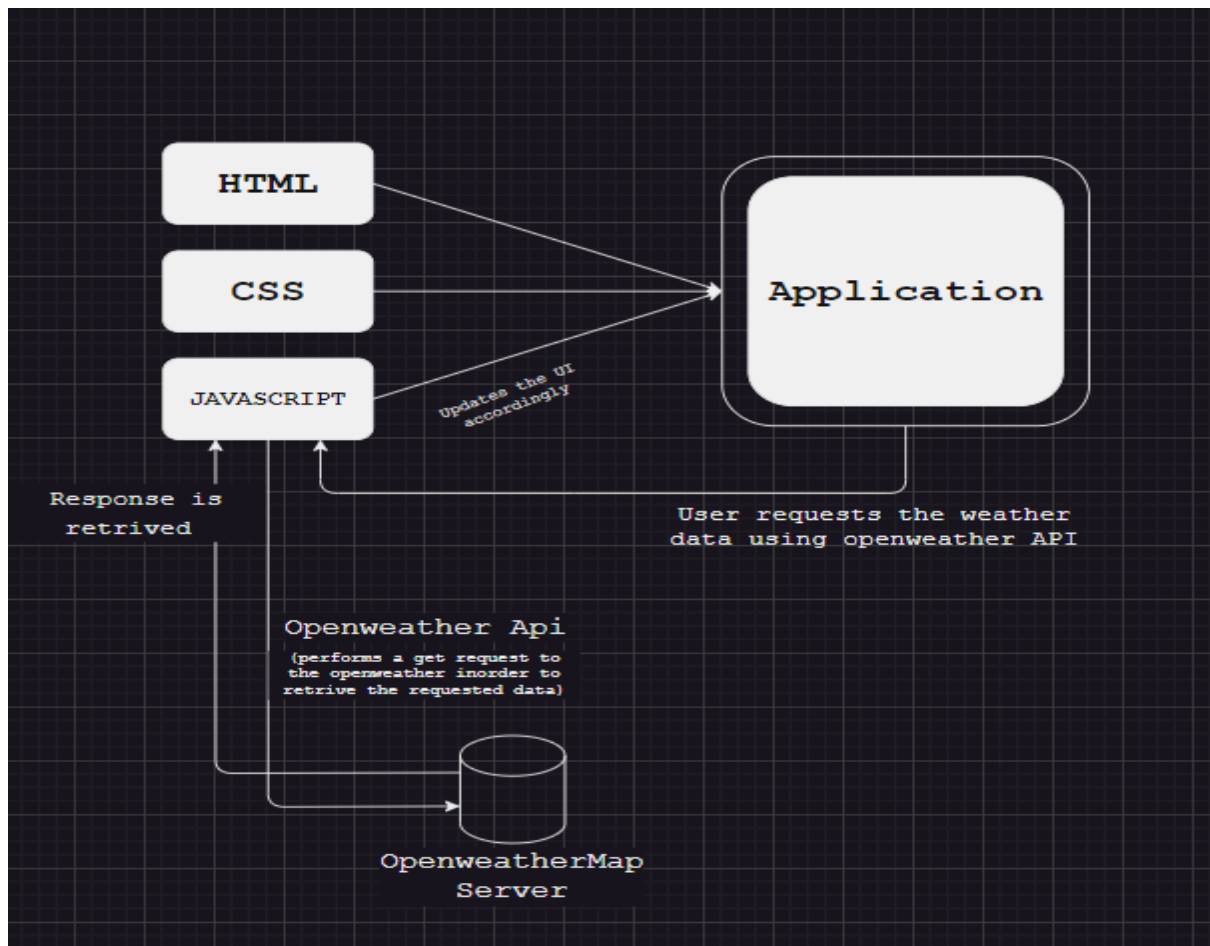 HTML
CSS
JAVASCRIPT
Application
Updates the UI
accordingly
Response is
retrived
User requests the weather
data using openweather API
Openweather Api
(performs a get request to
the openweather inorder to
retrive the requested data)
OpenweatherMap
Server